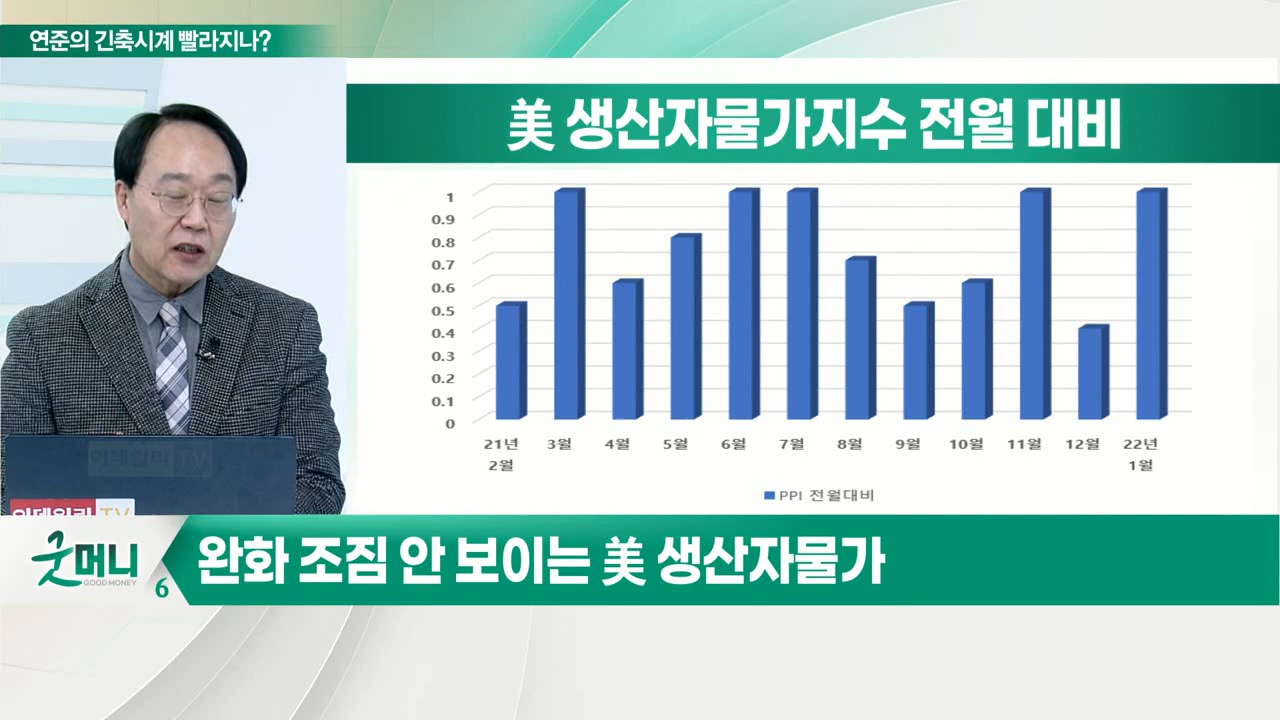 연준의 긴축시계 빨라지나?
美 생산자물가지수 전월 대비
1
0.9
0.8
0.7
0.6
0.5
0.4
0.3
0.2
0.1
0
21년 2월 3월 4월 5월 6월 7월 8월 9월 10월 11월 12월 22년 1월
PPI 전월대비
이데일리 TV
굿머니
GOOD MONEY
6
완화 조짐 안 보이는 美 생산자물가